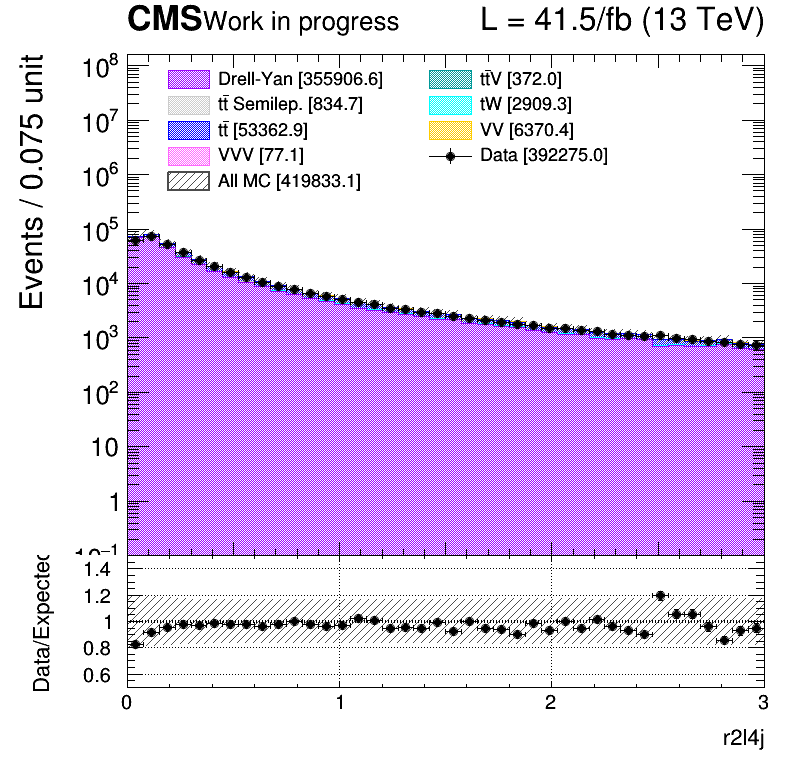 CMS Work in progress L = 41.5/fb (13 TeV)
Events / 0.075 unit
10⁸
10⁷
10⁶
10⁵
10⁴
10³
10²
10
1
10⁻¹
Drell-Yan [355906.6]
tt̄ Semilep. [834.7]
tt̄ [53362.9]
VVV [77.1]
All MC [419833.1]
tt̄V [372.0]
tW [2909.3]
VV [6370.4]
Data [392275.0]
Data/Expected
1.4
1.2
1
0.8
0.6
0 1 2 3
r2l4j